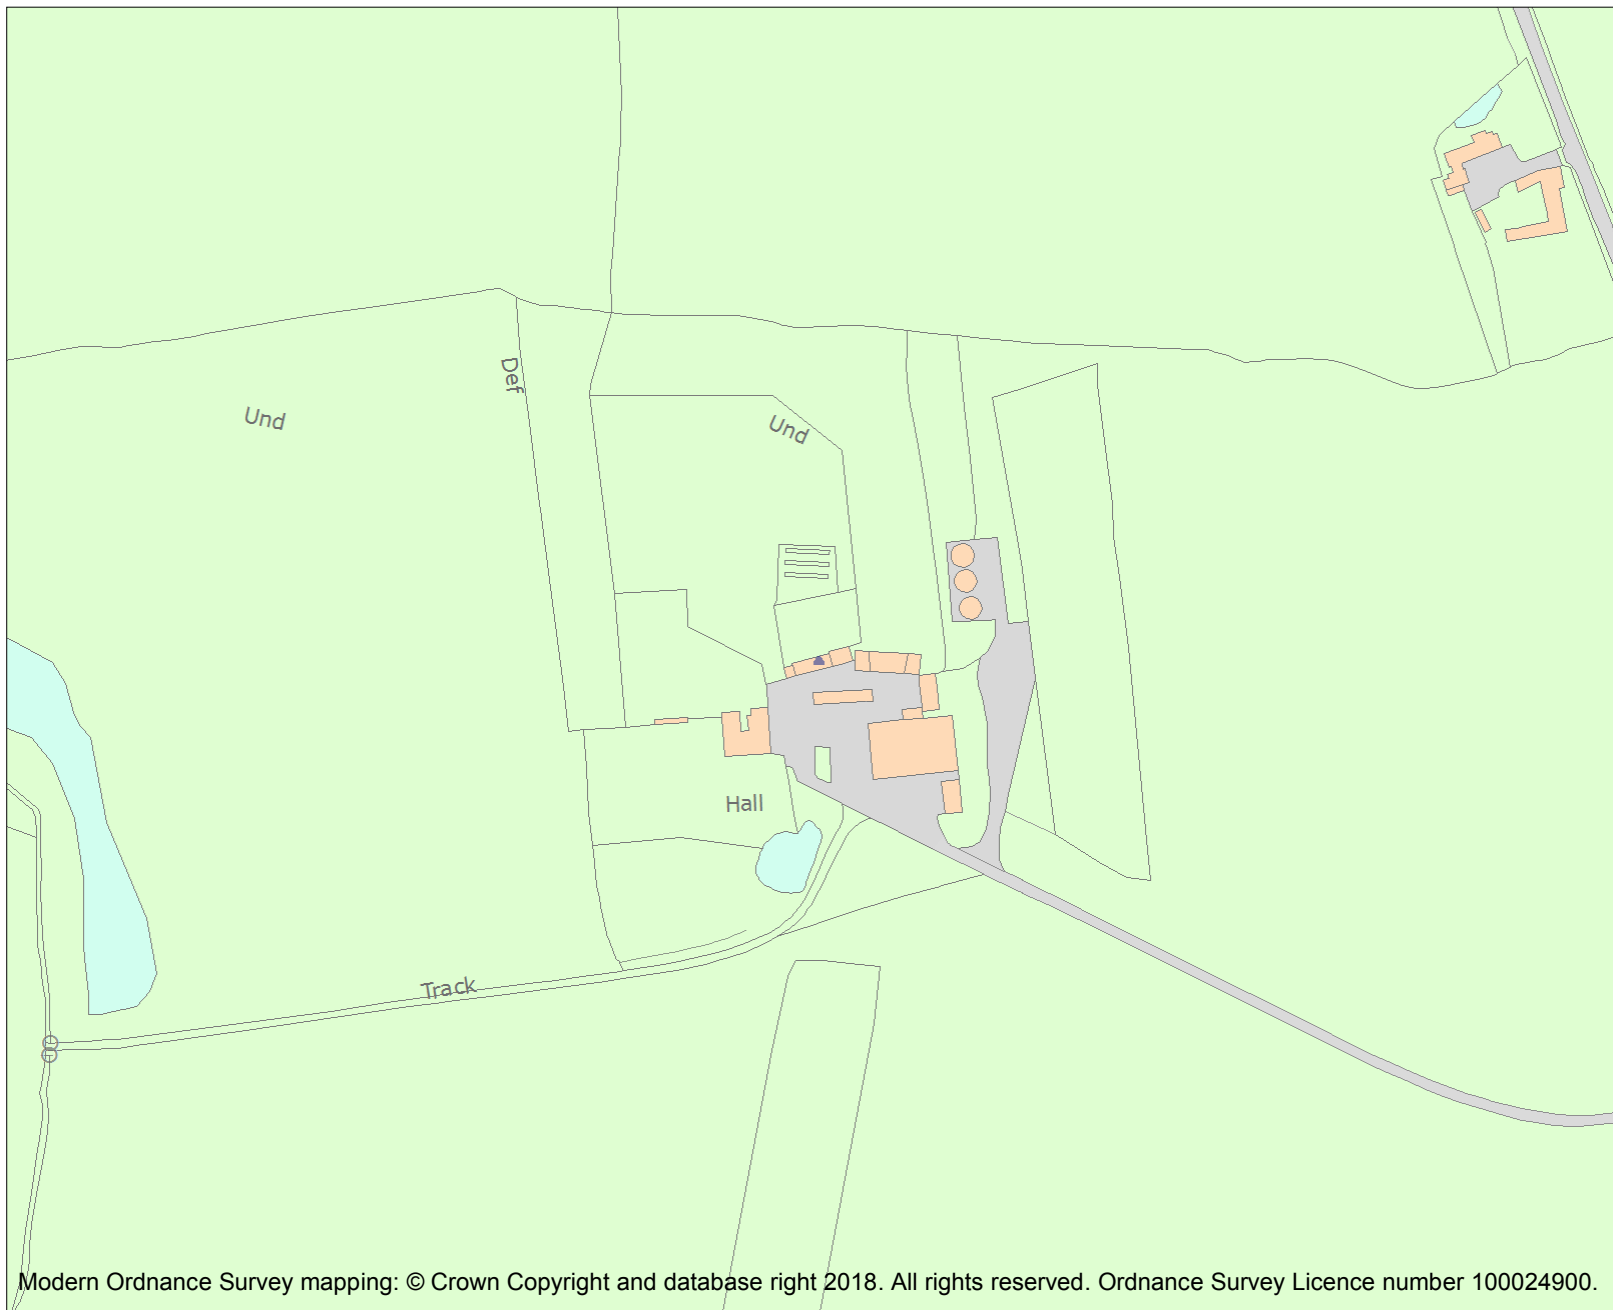 Def
Und
Und
Hall
Track
Modern Ordnance Survey mapping: © Crown Copyright and database right 2018. All rights reserved. Ordnance Survey Licence number 100024900.